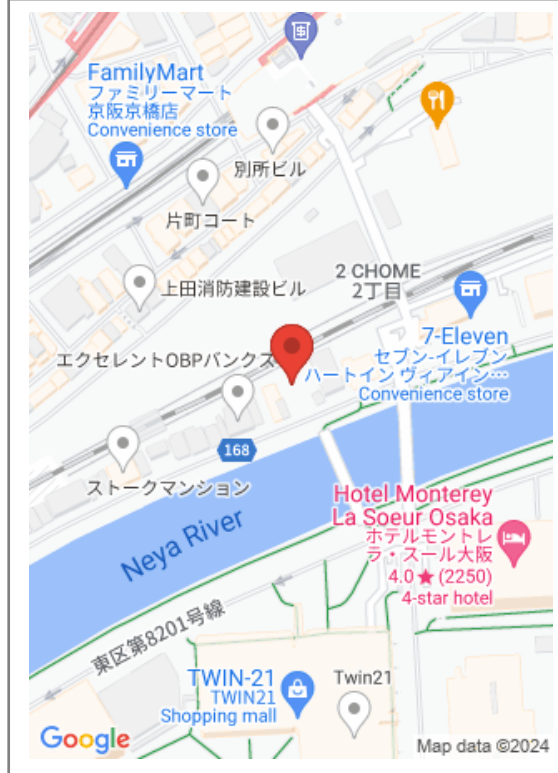 FamilyMart
ファミリーマート
京阪京橋店
Convenience store
別所ビル
片町コート
2 CHOME
2丁目
上田消防建設ビル
7-Eleven
セブン-イレブン
ハートイン ヴィアイン…
Convenience store
エクセレントOBPバンクス
168
ストークマンション
Neya River
Hotel Monterey
La Soeur Osaka
ホテルモントレ
ラ・スール大阪
4.0★(2250)
4-star hotel
東区第8201号線
TWIN-21
TWIN21
Shopping mall
Twin21
Google
Map data ©2024